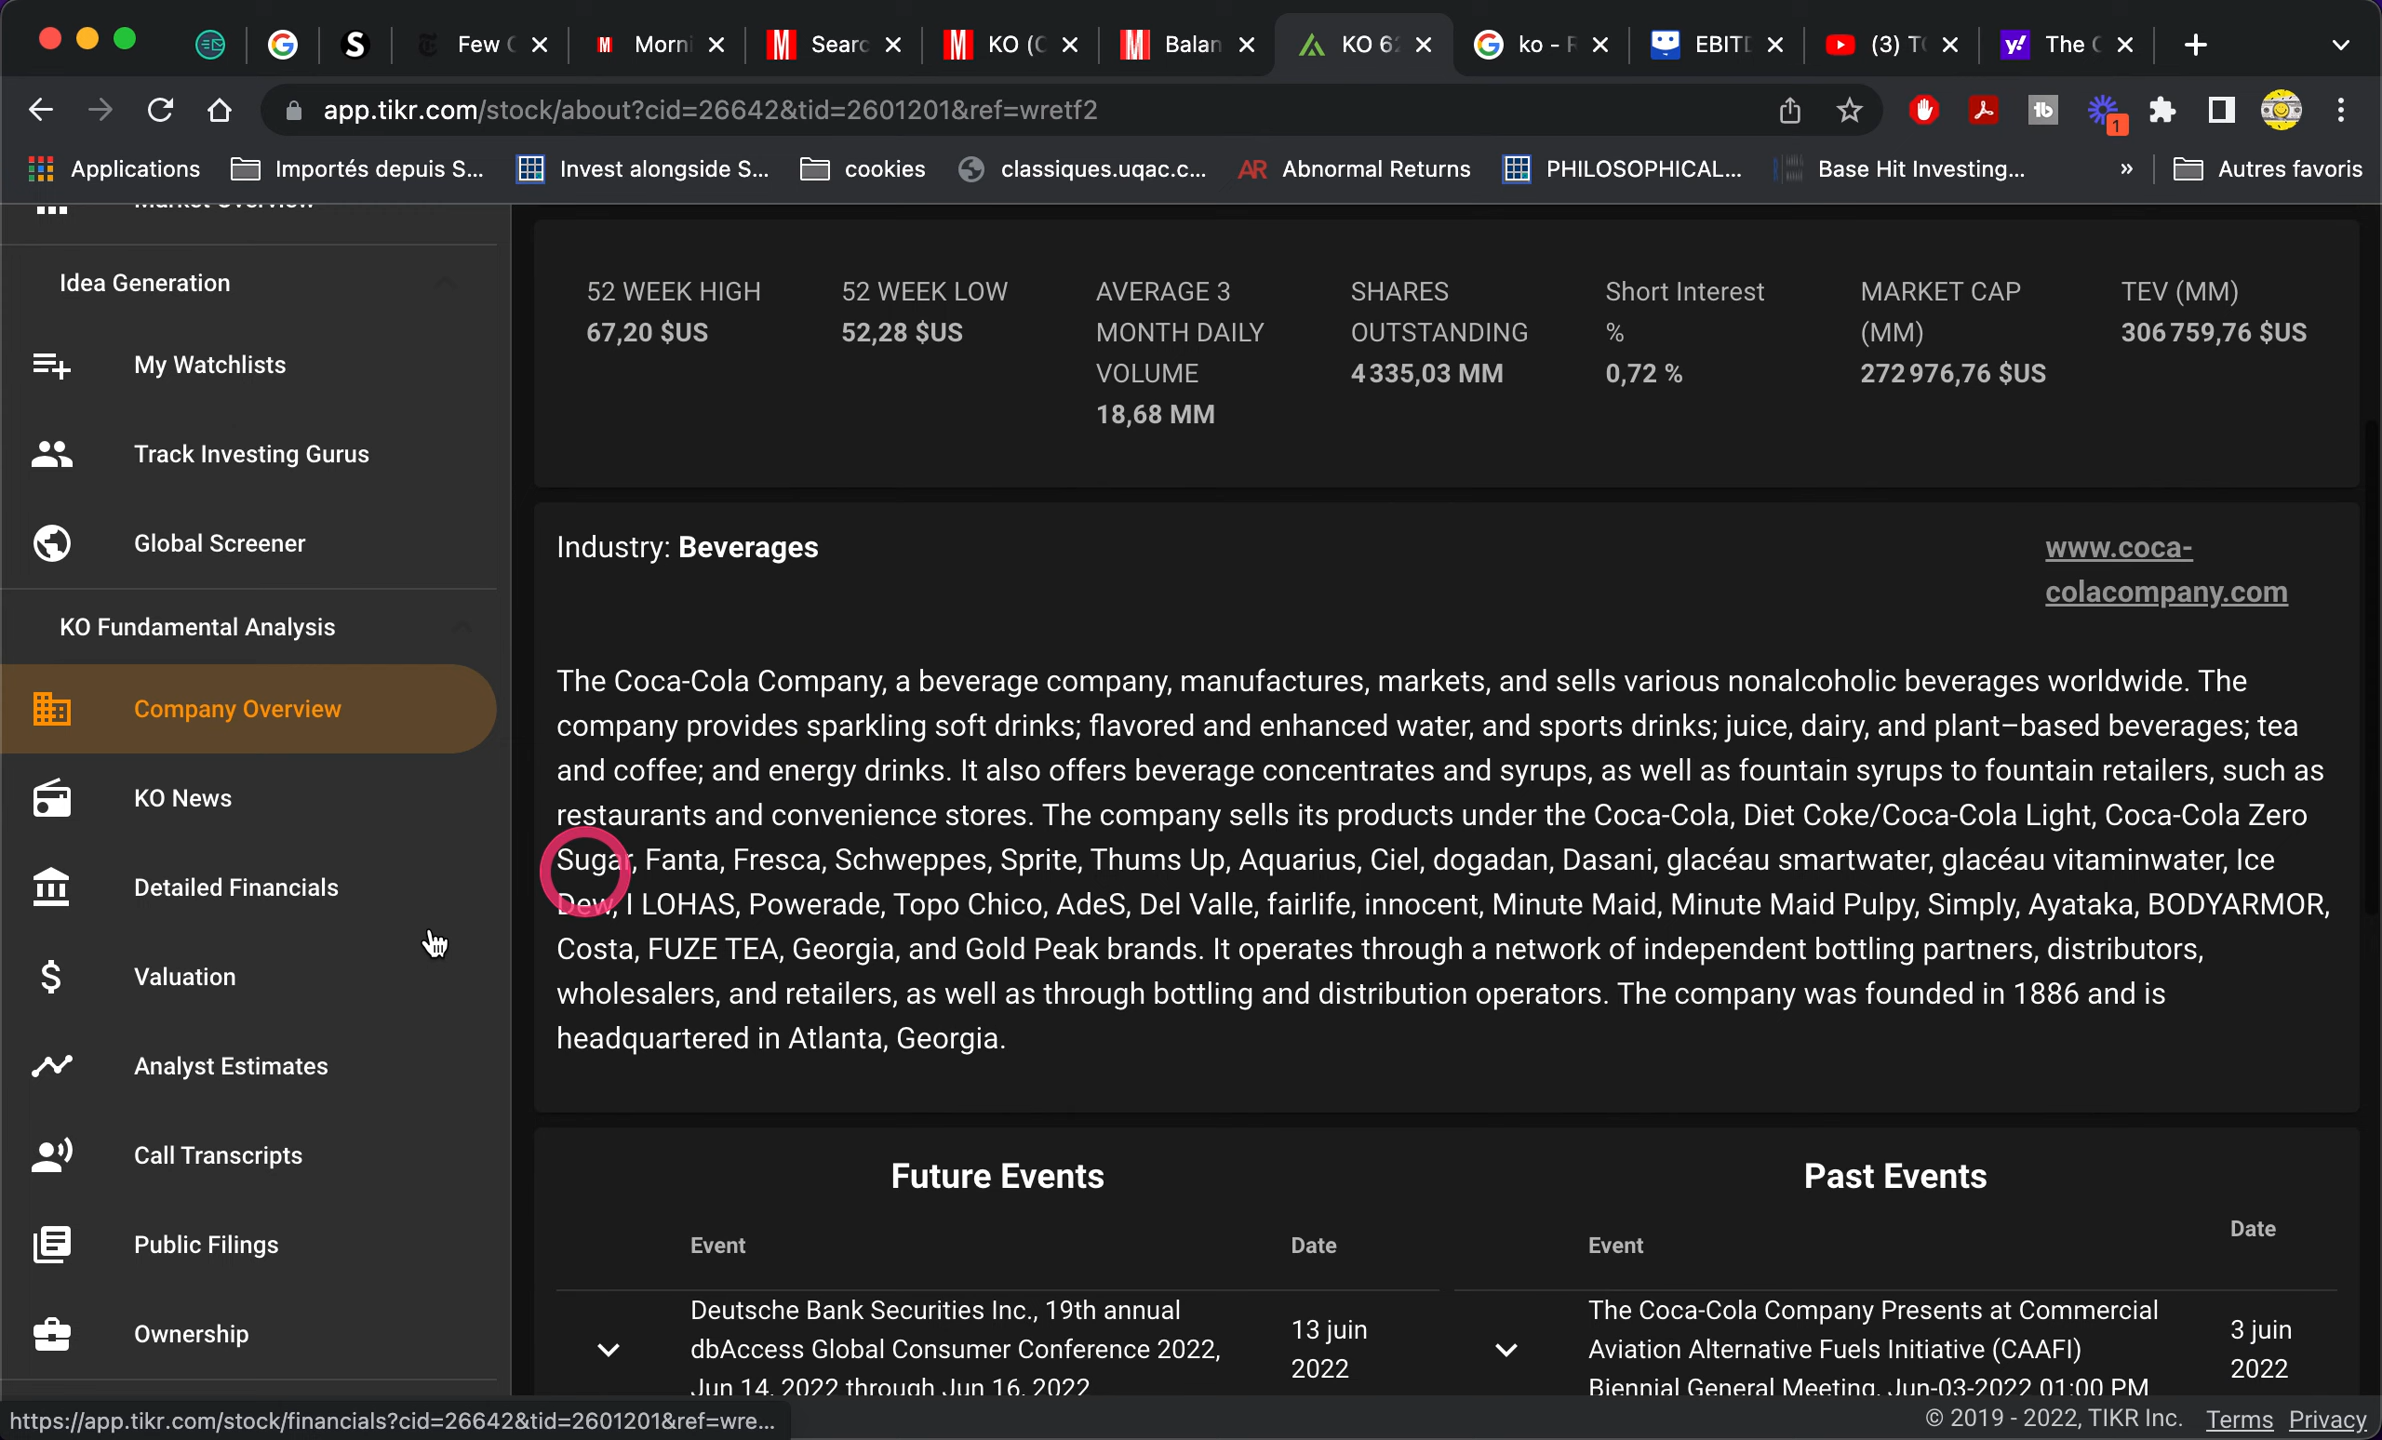 Few
Morni
Searc
KO (C
Balan
KO 62
ko - R
EBITD
(3) T
The C
app.tikr.com/stock/about?cid=26642&tid=2601201&ref=wretf2
1
Applications
Importés depuis S...
Invest alongside S...
cookies
classiques.uqac.c...
AR Abnormal Returns
PHILOSOPHICAL...
Base Hit Investing...
»
Autres favoris
Market Overview
Idea Generation
My Watchlists
Track Investing Gurus
Global Screener
KO Fundamental Analysis
Company Overview
KO News
Detailed Financials
Valuation
Analyst Estimates
Call Transcripts
Public Filings
Ownership
52 WEEK HIGH
67,20 $US
52 WEEK LOW
52,28 $US
AVERAGE 3
MONTH DAILY
VOLUME
18,68 MM
SHARES
OUTSTANDING
4 335,03 MM
Short Interest
%
0,72 %
MARKET CAP
(MM)
272 976,76 $US
TEV (MM)
306 759,76 $US
Industry: Beverages
www.coca-
colacompany.com
The Coca-Cola Company, a beverage company, manufactures, markets, and sells various nonalcoholic beverages worldwide. The
company provides sparkling soft drinks; flavored and enhanced water, and sports drinks; juice, dairy, and plant–based beverages; tea
and coffee; and energy drinks. It also offers beverage concentrates and syrups, as well as fountain syrups to fountain retailers, such as
restaurants and convenience stores. The company sells its products under the Coca-Cola, Diet Coke/Coca-Cola Light, Coca-Cola Zero
Sugar, Fanta, Fresca, Schweppes, Sprite, Thums Up, Aquarius, Ciel, dogadan, Dasani, glacéau smartwater, glacéau vitaminwater, Ice
Dew, I LOHAS, Powerade, Topo Chico, AdeS, Del Valle, fairlife, innocent, Minute Maid, Minute Maid Pulpy, Simply, Ayataka, BODYARMOR,
Costa, FUZE TEA, Georgia, and Gold Peak brands. It operates through a network of independent bottling partners, distributors,
wholesalers, and retailers, as well as through bottling and distribution operators. The company was founded in 1886 and is
headquartered in Atlanta, Georgia.
Future Events
Event
Date
Deutsche Bank Securities Inc., 19th annual
dbAccess Global Consumer Conference 2022,
Jun 14, 2022 through Jun 16, 2022
13 juin
2022
Past Events
Event
Date
The Coca-Cola Company Presents at Commercial
Aviation Alternative Fuels Initiative (CAAFI)
Biennial General Meeting, Jun-03-2022 01:00 PM
3 juin
2022
https://app.tikr.com/stock/financials?cid=26642&tid=2601201&ref=wre...
© 2019 - 2022, TIKR Inc. Terms Privacy